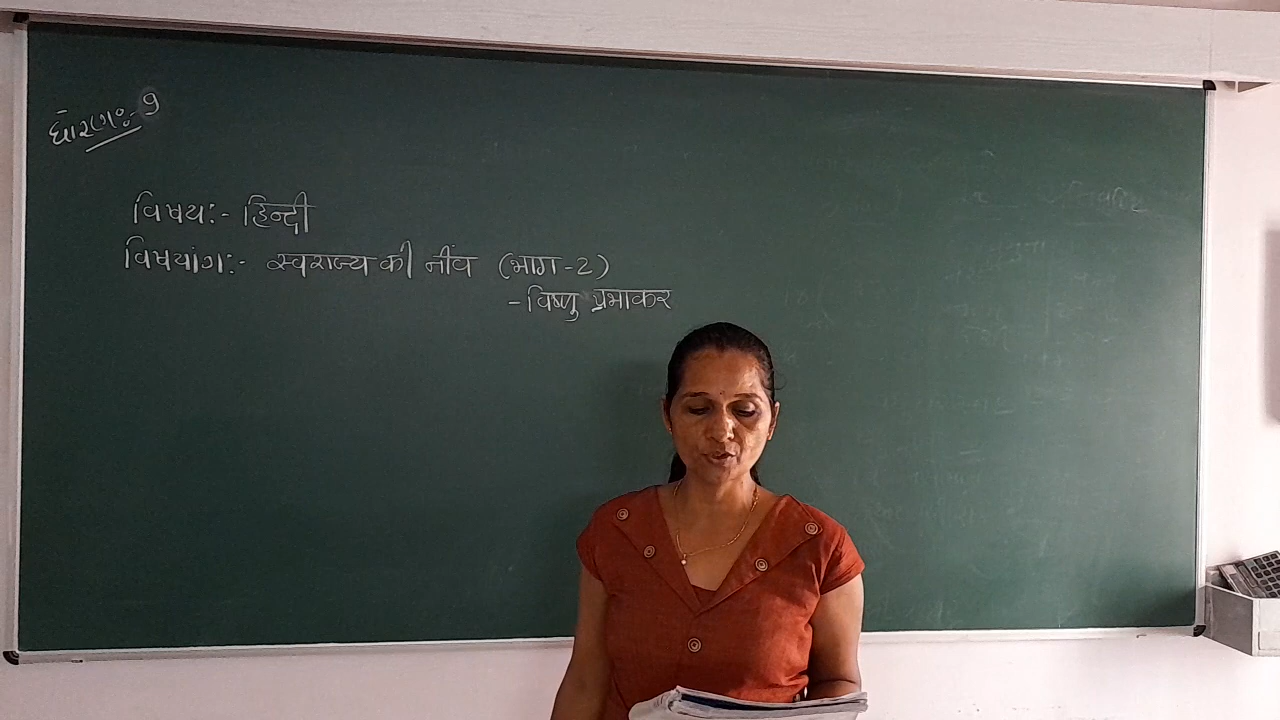 ધોરણઃ- 9
विषय:- हिन्दी
विषयांग:- स्वराज्य की नींव (भाग-2)
-विष्णु प्रभाकर